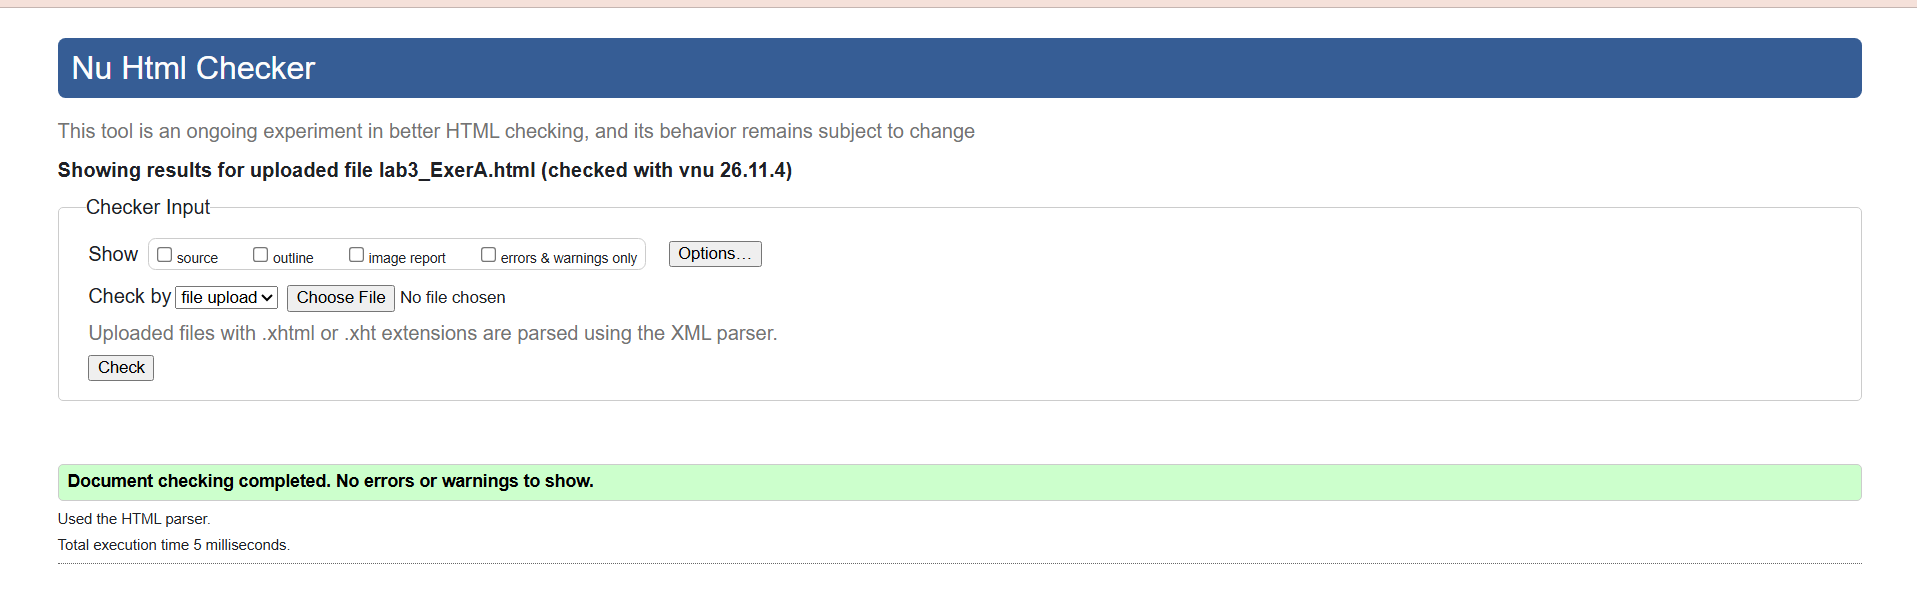 Nu Html Checker
This tool is an ongoing experiment in better HTML checking, and its behavior remains subject to change
Showing results for uploaded file lab3_ExerA.html (checked with vnu 26.11.4)
Checker Input
Show source outline image report errors & warnings only Options...
Check by file upload Choose File No file chosen
Uploaded files with .xhtml or .xht extensions are parsed using the XML parser.
Check
Document checking completed. No errors or warnings to show.
Used the HTML parser.
Total execution time 5 milliseconds.